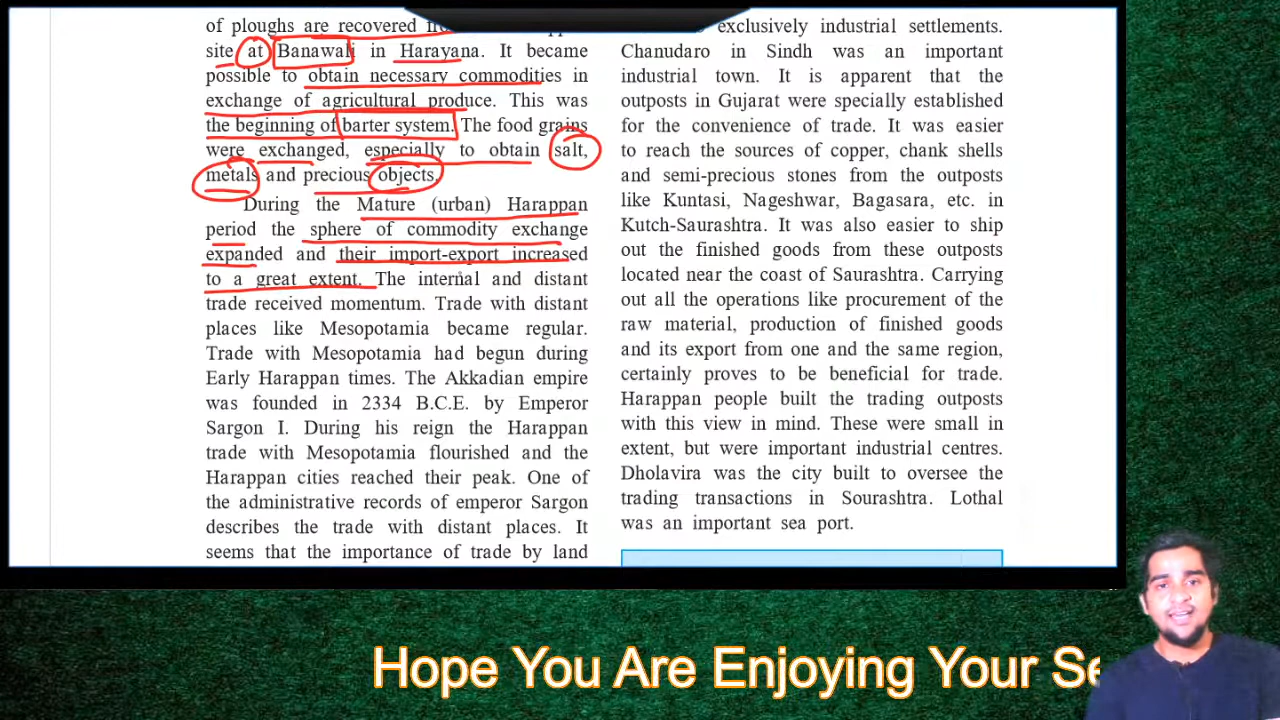 of ploughs are recovered
site at Banawali in Harayana. It became
possible to obtain necessary commodities in
exchange of agricultural produce. This was
the beginning of barter system. The food grains
were exchanged, especially to obtain salt,
metals and precious objects.
During the Mature (urban) Harappan
period the sphere of commodity exchange
expanded and their import-export increased
to a great extent. The internal and distant
trade received momentum. Trade with distant
places like Mesopotamia became regular.
Trade with Mesopotamia had begun during
Early Harappan times. The Akkadian empire
was founded in 2334 B.C.E. by Emperor
Sargon I. During his reign the Harappan
trade with Mesopotamia flourished and the
Harappan cities reached their peak. One of
the administrative records of emperor Sargon
describes the trade with distant places. It
seems that the importance of trade by land
exclusively industrial settlements.
Chanudaro in Sindh was an important
industrial town. It is apparent that the
outposts in Gujarat were specially established
for the convenience of trade. It was easier
to reach the sources of copper, chank shells
and semi-precious stones from the outposts
like Kuntasi, Nageshwar, Bagasara, etc. in
Kutch-Saurashtra. It was also easier to ship
out the finished goods from these outposts
located near the coast of Saurashtra. Carrying
out all the operations like procurement of the
raw material, production of finished goods
and its export from one and the same region,
certainly proves to be beneficial for trade.
Harappan people built the trading outposts
with this view in mind. These were small in
extent, but were important industrial centres.
Dholavira was the city built to oversee the
trading transactions in Sourashtra. Lothal
was an important sea port.
Hope You Are Enjoying Your Se